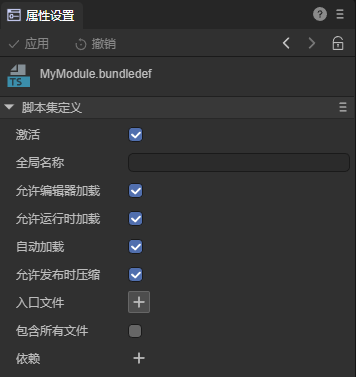 属性设置
应用 撤销
MyModule.bundledef
TS
脚本集定义
激活
全局名称
允许编辑器加载
允许运行时加载
自动加载
允许发布时压缩
入口文件
包含所有文件
依赖